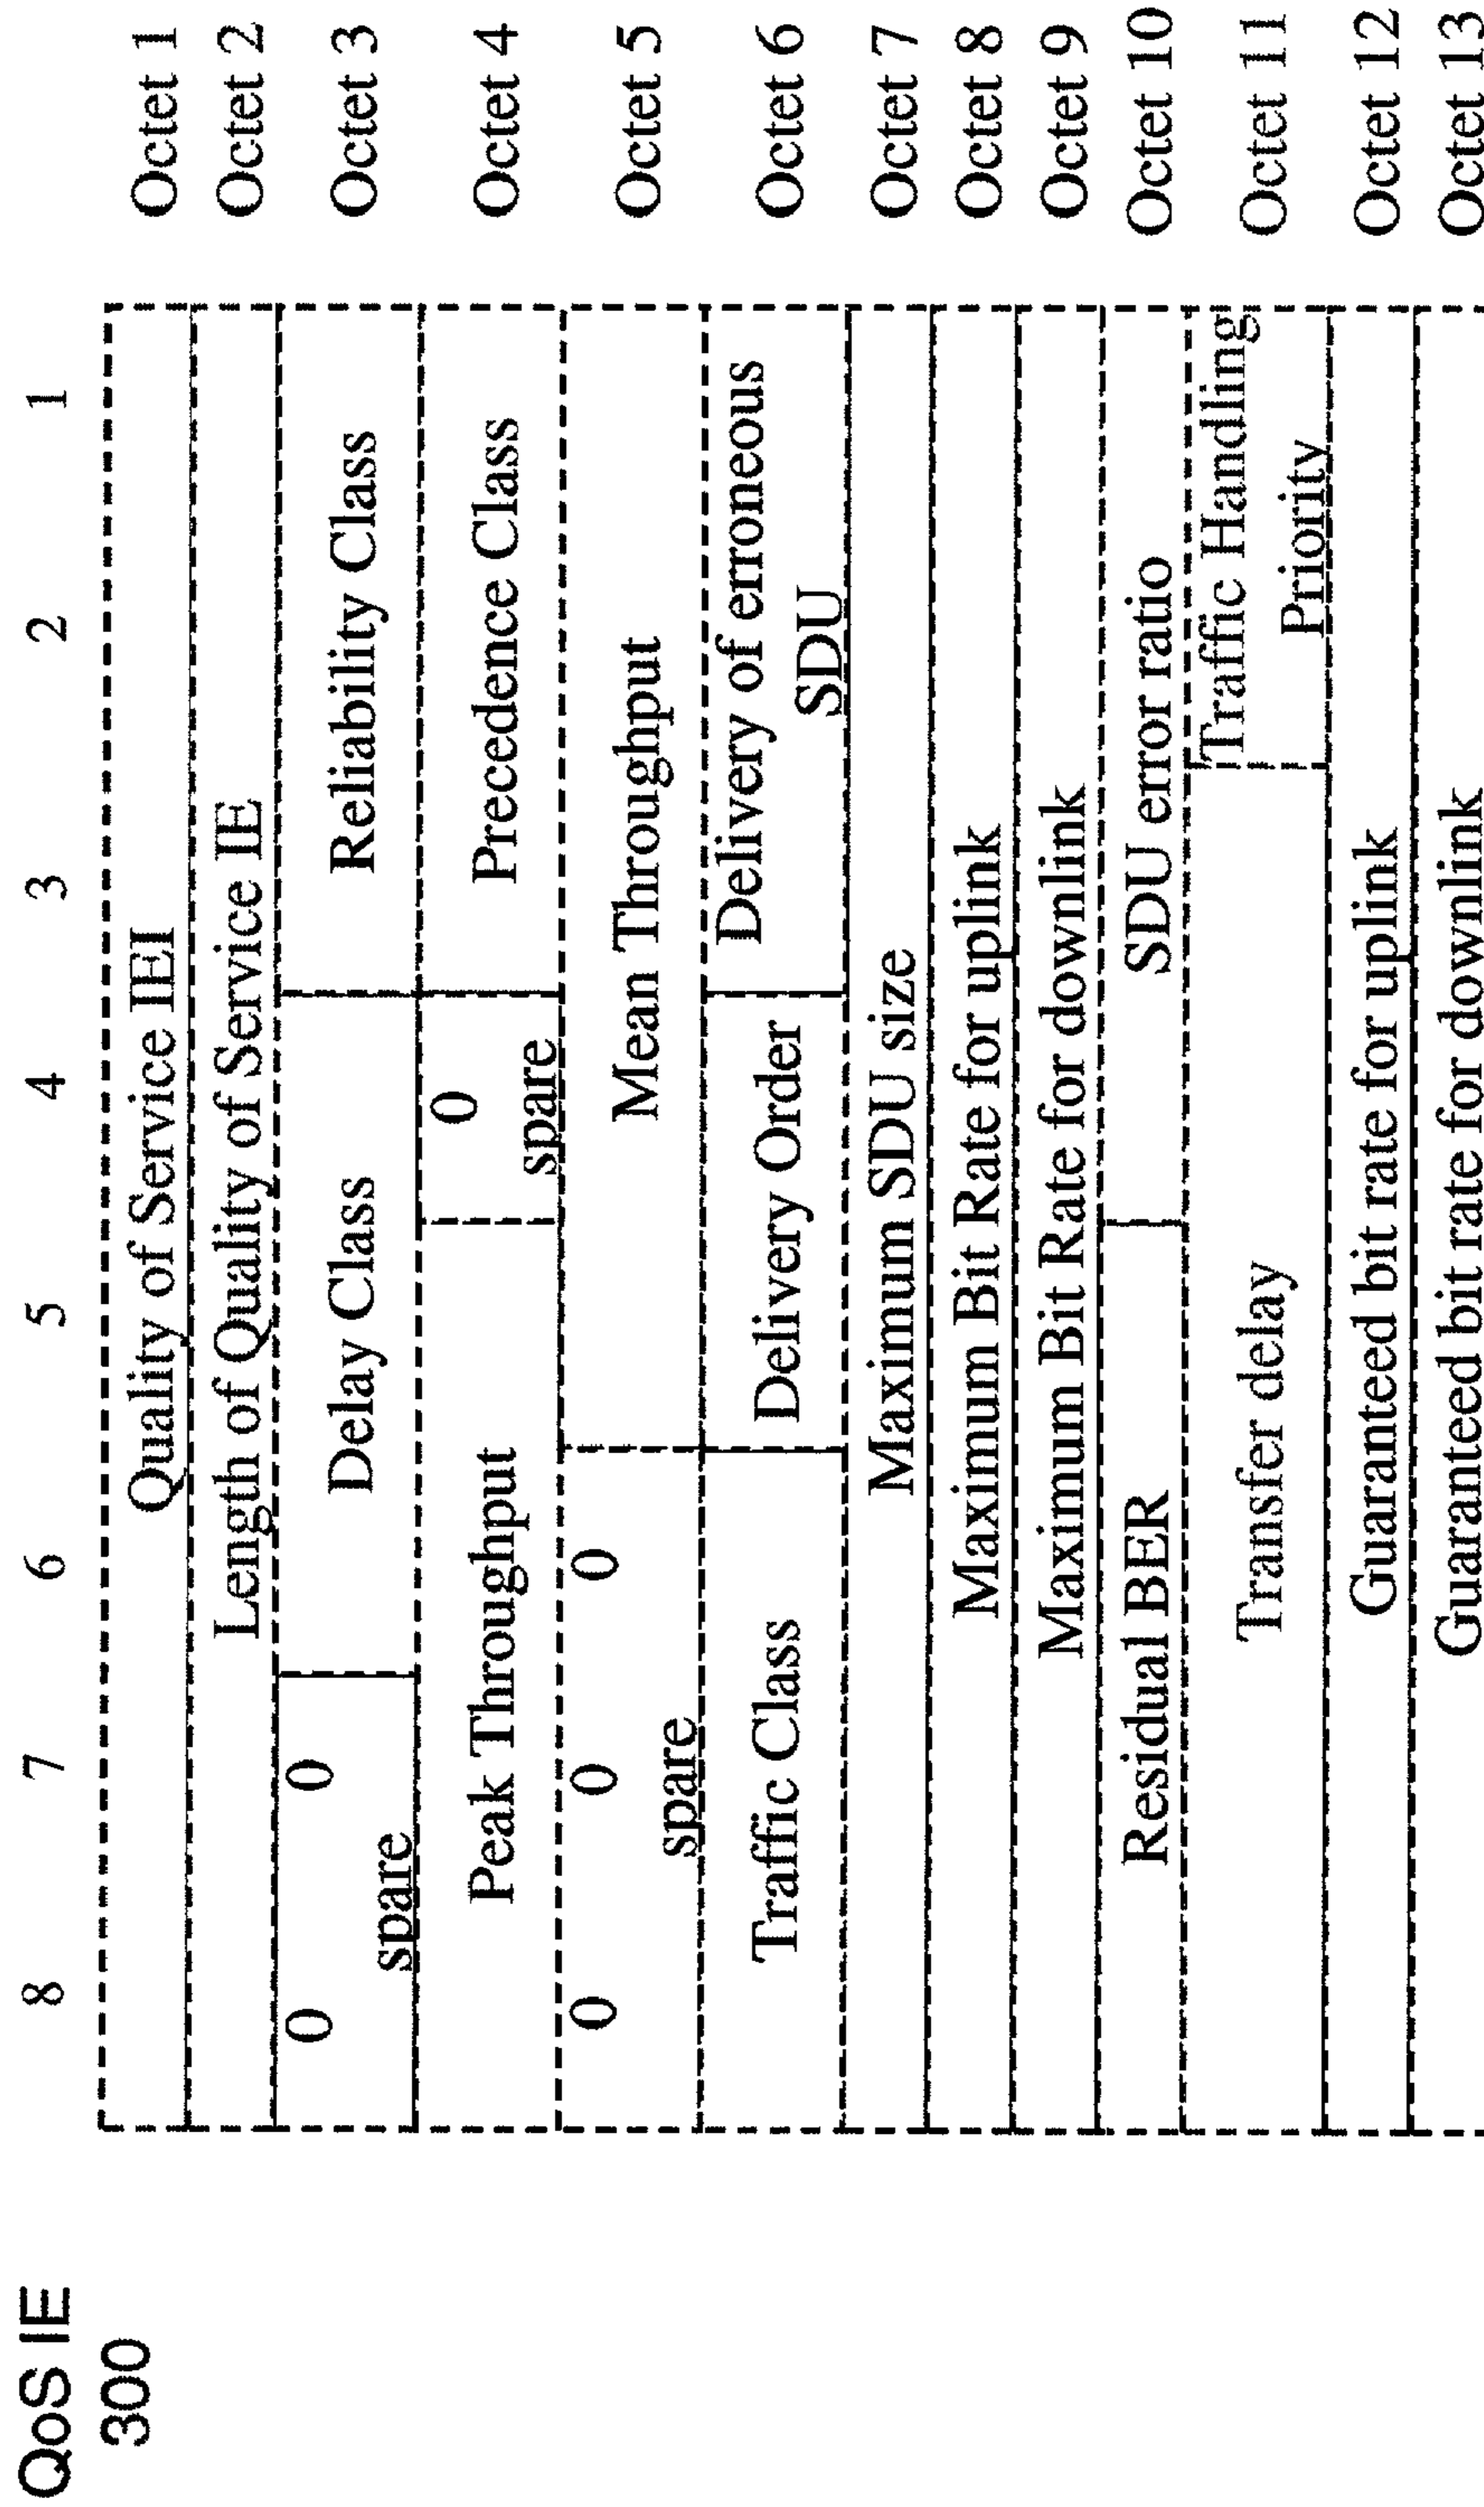 QoS IE
300
8 7 6 5 4 3 2 1
Quality of Service IEI Octet 1
Length of Quality of Service IE Octet 2
0 0 Delay Class Reliability Class Octet 3
spare
Peak Throughput 0 Precedence Class Octet 4
spare
0 0 0 Mean Throughput Octet 5
spare
Traffic Class Delivery Order Delivery of erroneous Octet 6
SDU
Maximum SDU size Octet 7
Maximum Bit Rate for uplink Octet 8
Maximum Bit Rate for downlink Octet 9
Residual BER SDU error ratio Octet 10
Transfer delay Traffic Handling Octet 11
Priority
Guaranteed bit rate for uplink Octet 12
Guaranteed bit rate for downlink Octet 13